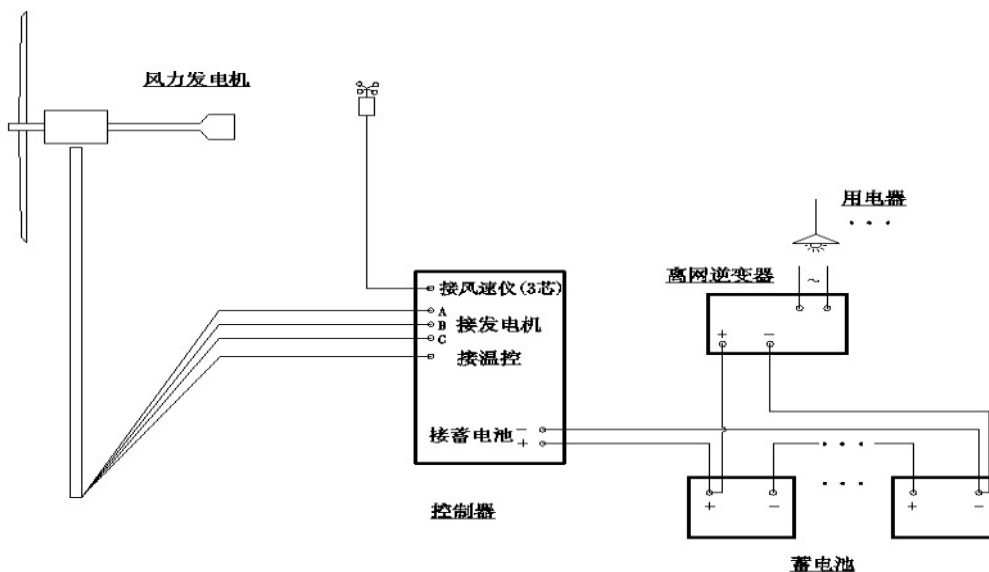 风力发电机
用电器
离网逆变器
~
+ −
接风速仪(3芯)
A
B 接发电机
C
接温控
接蓄电池 −
+
+ −
+ −
控制器
蓄电池